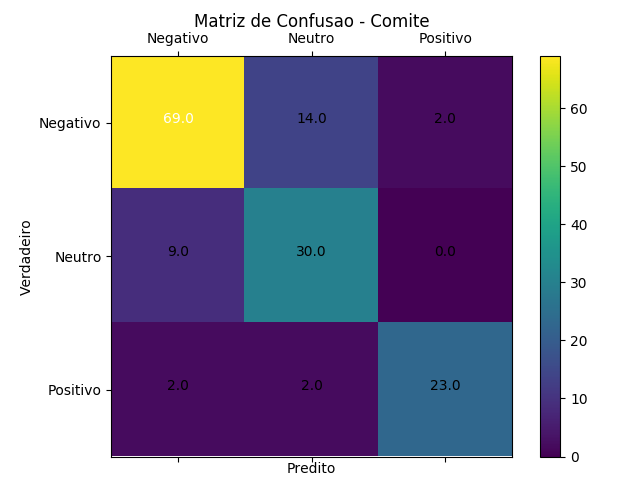 Matriz de Confusao - Comite
Negativo Neutro Positivo
Negativo 69.0 14.0 2.0
Neutro 9.0 30.0 0.0
Positivo 2.0 2.0 23.0
Verdadeiro
Predito
60
50
40
30
20
10
0